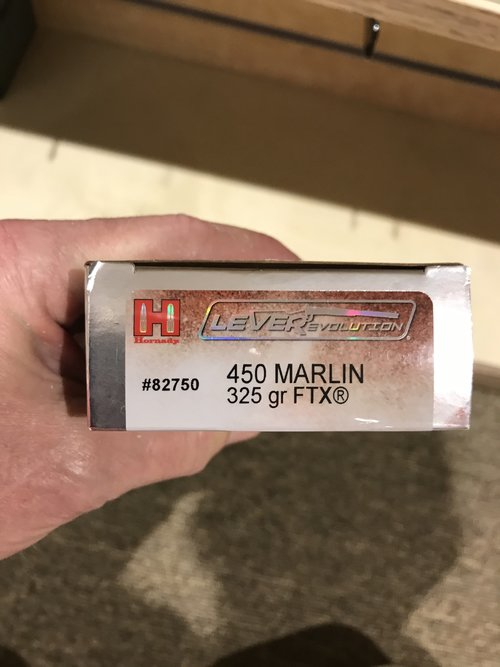 H
Hornady
LEVERevOLUTION®
#82750
450 MARLIN
325 gr FTX®